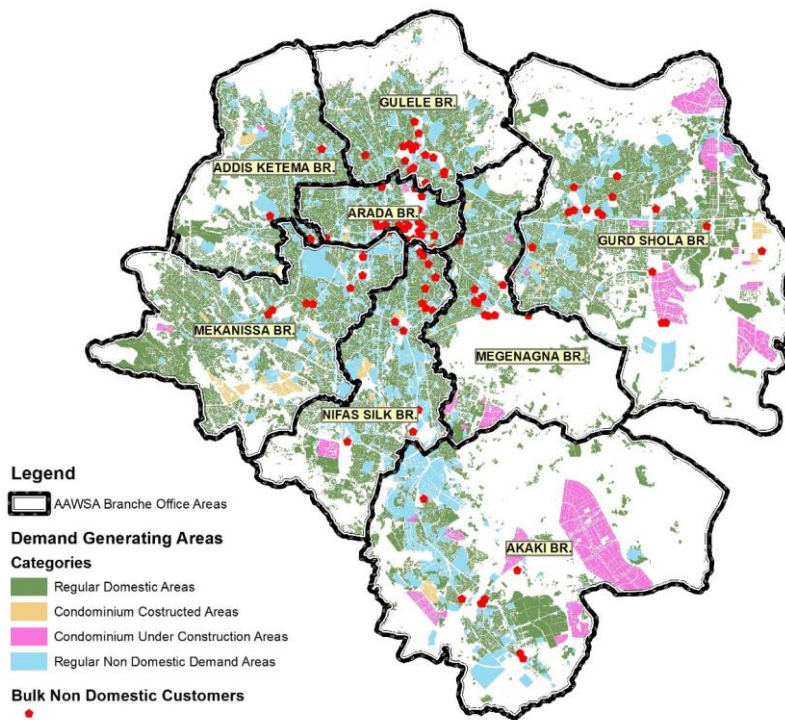 GULELE BR.
ADDIS KETEMA BR.
ARADA BR.
GURD SHOLA BR.
MEKANISSA BR.
MEGENAGNA BR.
NIFAS SILK BR.
AKAKI BR.
Legend
AAWSA Branche Office Areas
Demand Generating Areas
Categories
Regular Domestic Areas
Condominium Costructed Areas
Condominium Under Construction Areas
Regular Non Domestic Demand Areas
Bulk Non Domestic Customers